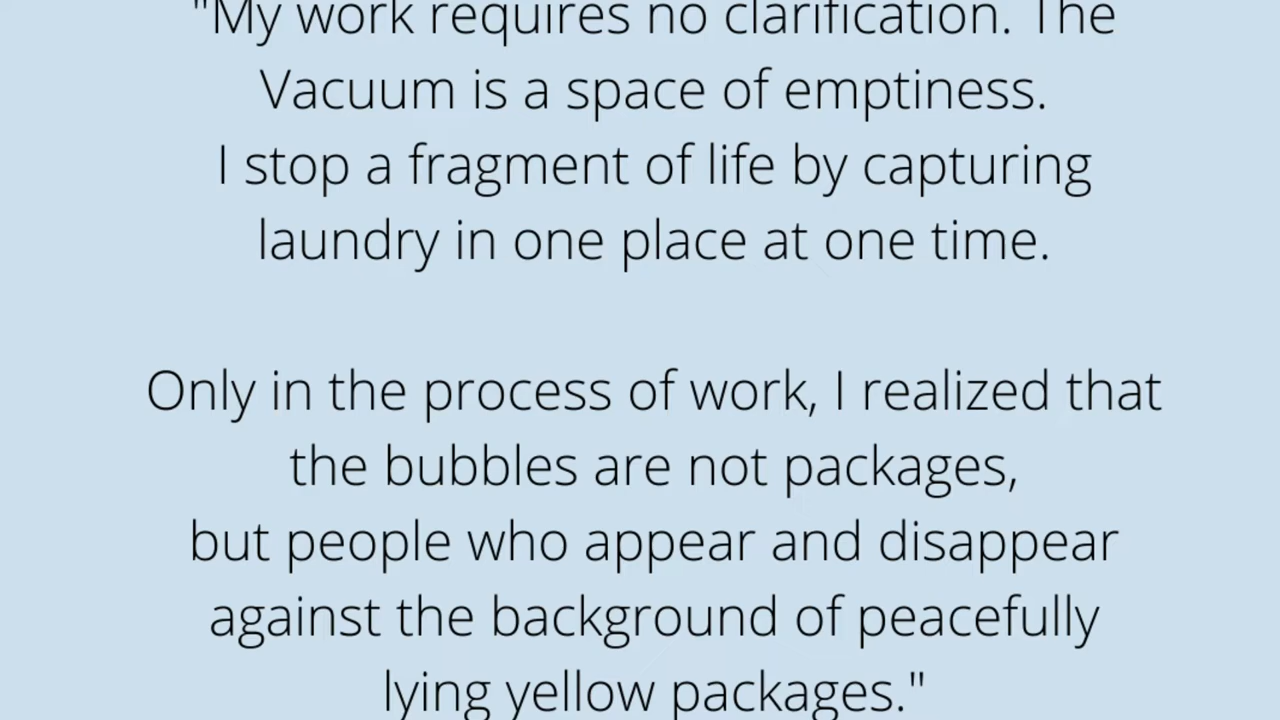 "My work requires no clarification. The
Vacuum is a space of emptiness.
I stop a fragment of life by capturing
laundry in one place at one time.
Only in the process of work, I realized that
the bubbles are not packages,
but people who appear and disappear
against the background of peacefully
lying yellow packages."